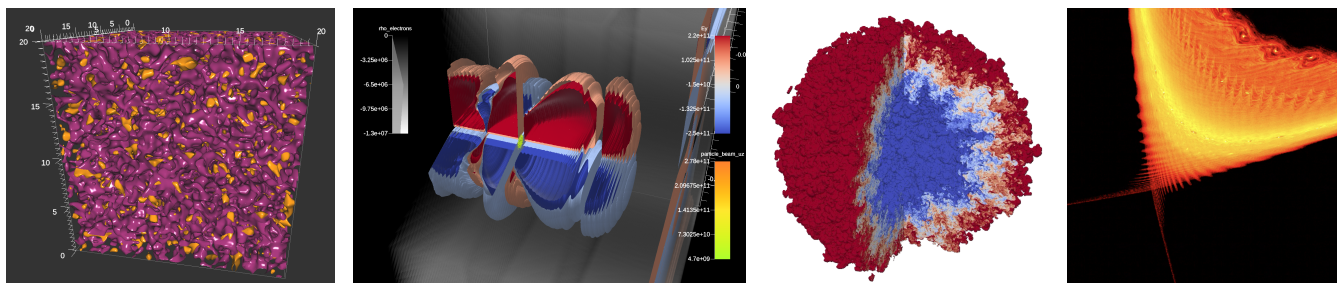 20
15
5
0
10
15
20
20
15
10
5
0
rho_electrons
0
-3.25e+06
-6.5e+06
-9.75e+06
-1.3e+07
Ey
2.2e+11
1.025e+11
-1.5e+10
-1.325e+11
-2.5e+11
-0.0
0
particle_beam_uz
2.78e+11
2.09675e+11
1.4135e+11
7.3025e+10
4.7e+09